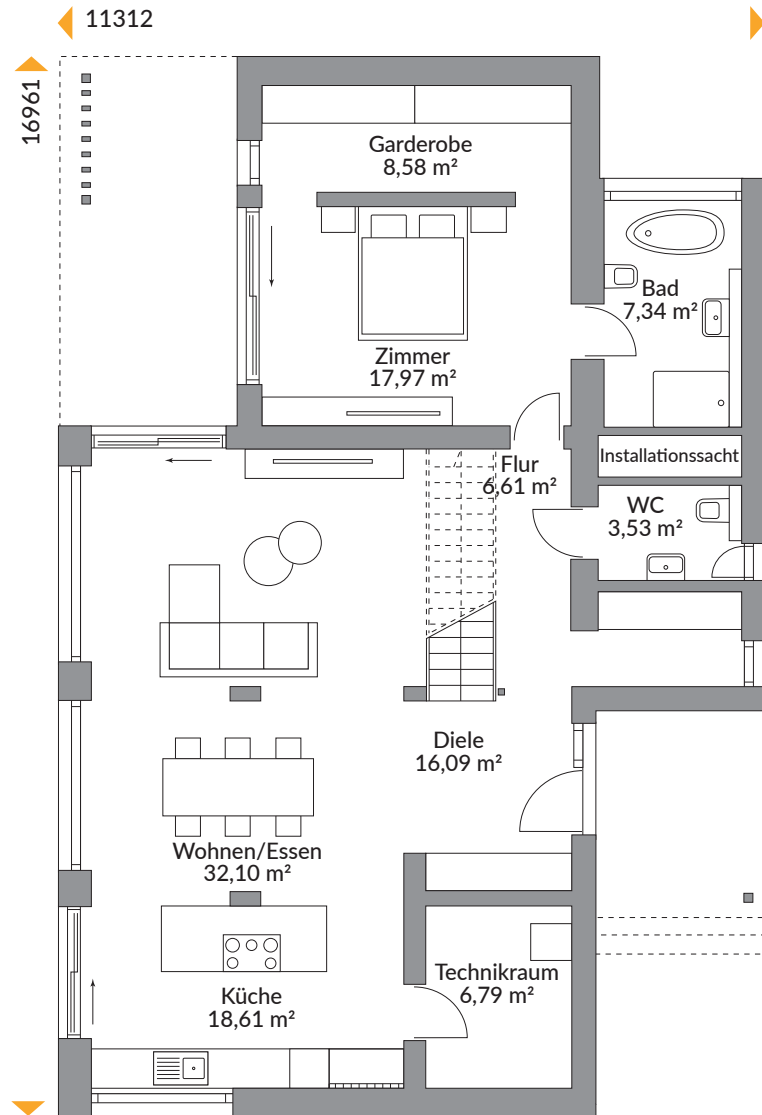 11312
16961
Garderobe
8,58 m²
Bad
7,34 m²
Zimmer
17,97 m²
Installationssacht
Flur
6,61 m²
WC
3,53 m²
Diele
16,09 m²
Wohnen/Essen
32,10 m²
Technikraum
6,79 m²
Küche
18,61 m²